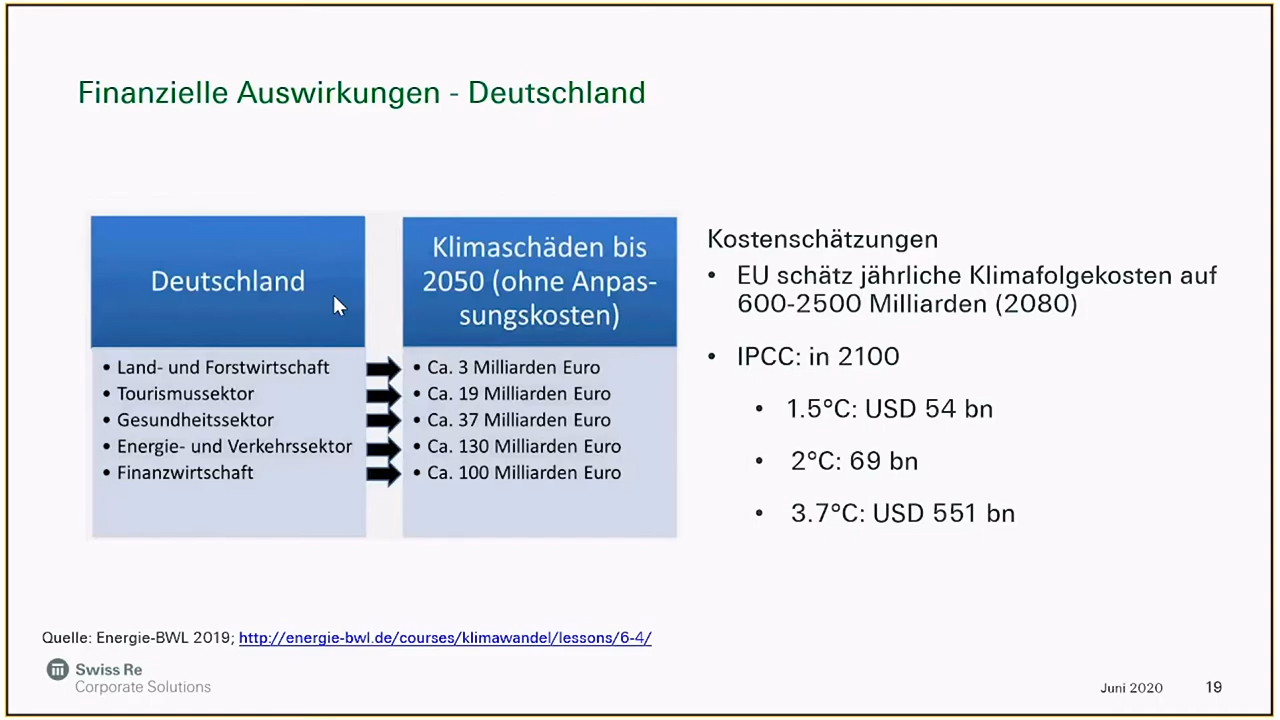 Finanzielle Auswirkungen - Deutschland
Deutschland
• Land- und Forstwirtschaft
• Tourismussektor
• Gesundheitssektor
• Energie- und Verkehrssektor
• Finanzwirtschaft
Klimaschäden bis
2050 (ohne Anpas-
sungskosten)
• Ca. 3 Milliarden Euro
• Ca. 19 Milliarden Euro
• Ca. 37 Milliarden Euro
• Ca. 130 Milliarden Euro
• Ca. 100 Milliarden Euro
Kostenschätzungen
• EU schätz jährliche Klimafolgekosten auf
600-2500 Milliarden (2080)
• IPCC: in 2100
• 1.5°C: USD 54 bn
• 2°C: 69 bn
• 3.7°C: USD 551 bn
Quelle: Energie-BWL 2019; http://energie-bwl.de/courses/klimawandel/lessons/6-4/
Swiss Re
Corporate Solutions
Juni 2020 19